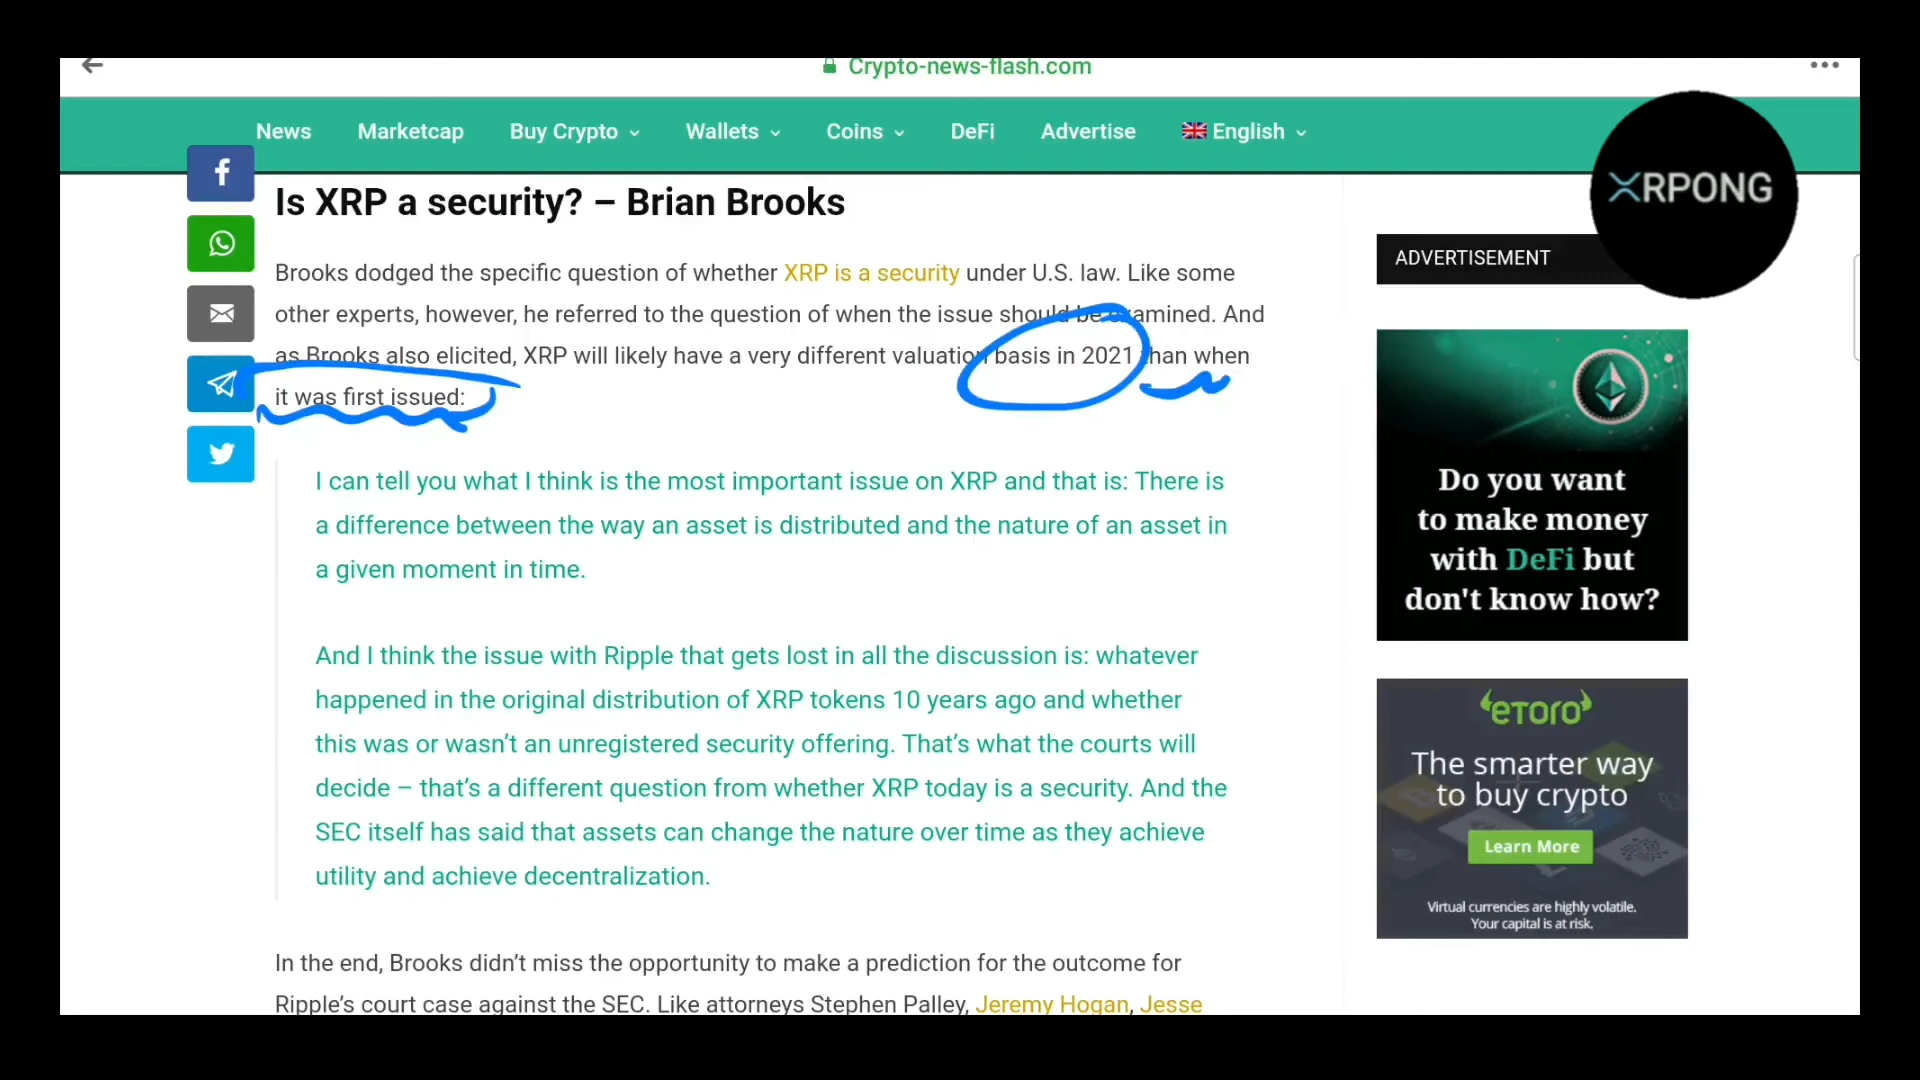 Crypto-news-flash.com
News Marketcap Buy Crypto Wallets Coins DeFi Advertise English
XRPONG
Is XRP a security? – Brian Brooks
Brooks dodged the specific question of whether XRP is a security under U.S. law. Like some
other experts, however, he referred to the question of when the issue should be examined. And
as Brooks also elicited, XRP will likely have a very different valuation basis in 2021 than when
it was first issued:
I can tell you what I think is the most important issue on XRP and that is: There is
a difference between the way an asset is distributed and the nature of an asset in
a given moment in time.
And I think the issue with Ripple that gets lost in all the discussion is: whatever
happened in the original distribution of XRP tokens 10 years ago and whether
this was or wasn't an unregistered security offering. That's what the courts will
decide – that's a different question from whether XRP today is a security. And the
SEC itself has said that assets can change the nature over time as they achieve
utility and achieve decentralization.
In the end, Brooks didn't miss the opportunity to make a prediction for the outcome for
Ripple's court case against the SEC. Like attorneys Stephen Palley, Jeremy Hogan, Jesse
ADVERTISEMENT
Do you want
to make money
with DeFi but
don't know how?
eToro
The smarter way
to buy crypto
Learn More
Virtual currencies are highly volatile.
Your capital is at risk.